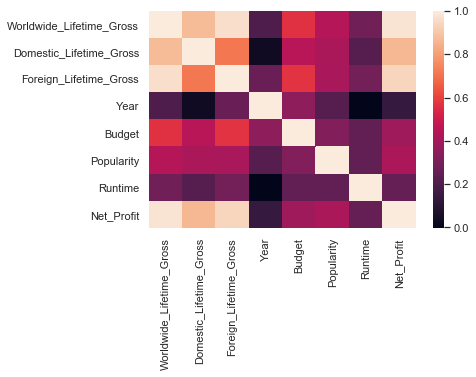 Worldwide_Lifetime_Gross
Domestic_Lifetime_Gross
Foreign_Lifetime_Gross
Year
Budget
Popularity
Runtime
Net_Profit
Worldwide_Lifetime_Gross
Domestic_Lifetime_Gross
Foreign_Lifetime_Gross
Year
Budget
Popularity
Runtime
Net_Profit
1.0
0.8
0.6
0.4
0.2
0.0